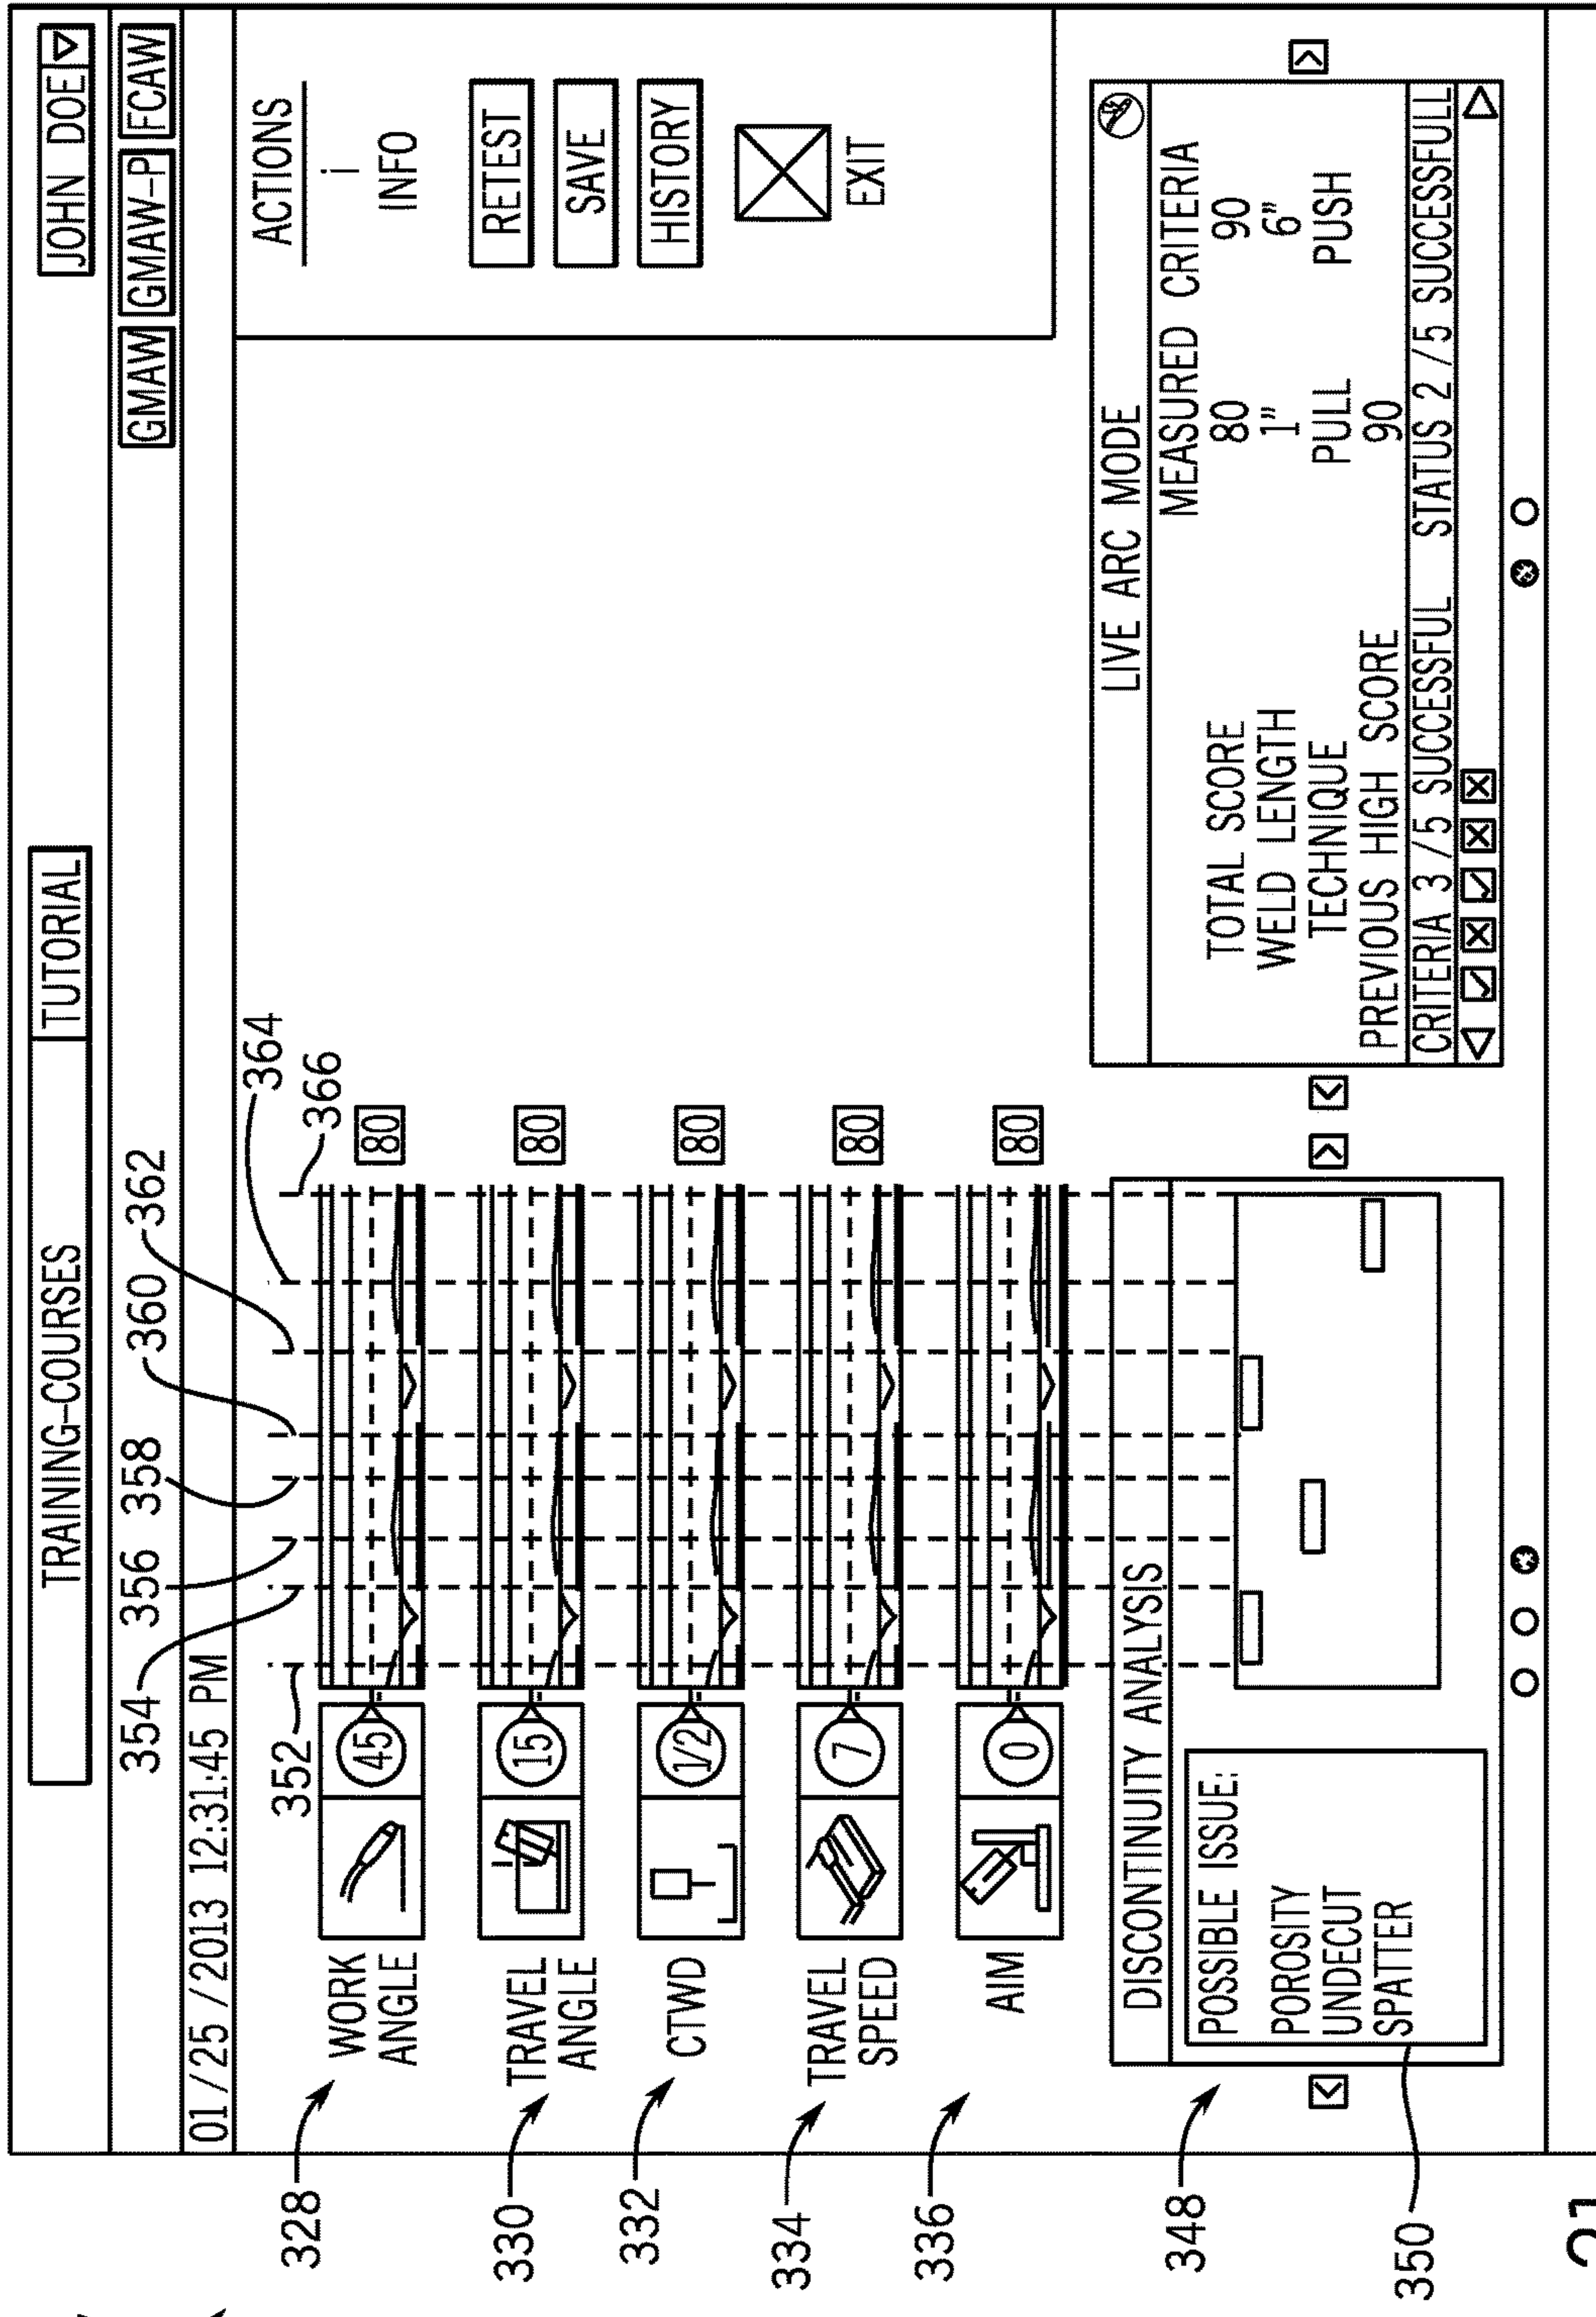 TRAINING-COURSES TUTORIAL JOHN DOE
GMAW GMAW-P FCAW
01/25/2013 12:31:45 PM
352 354 356 358 360 362 364
366
ACTIONS
i
INFO
RETEST
SAVE
HISTORY
EXIT
328
WORK
ANGLE
45
80
330
TRAVEL
ANGLE
15
80
332
CTWD
1/2
80
334
TRAVEL
SPEED
7
80
336
AIM
0
80
348
DISCONTINUITY ANALYSIS
350
POSSIBLE ISSUE:
POROSITY
UNDECUT
SPATTER
LIVE ARC MODE
MEASURED CRITERIA
TOTAL SCORE 80 90
WELD LENGTH 1" 6"
TECHNIQUE PULL PUSH
PREVIOUS HIGH SCORE 90
CRITERIA 3/5 SUCCESSFUL STATUS 2/5 SUCCESSFULL